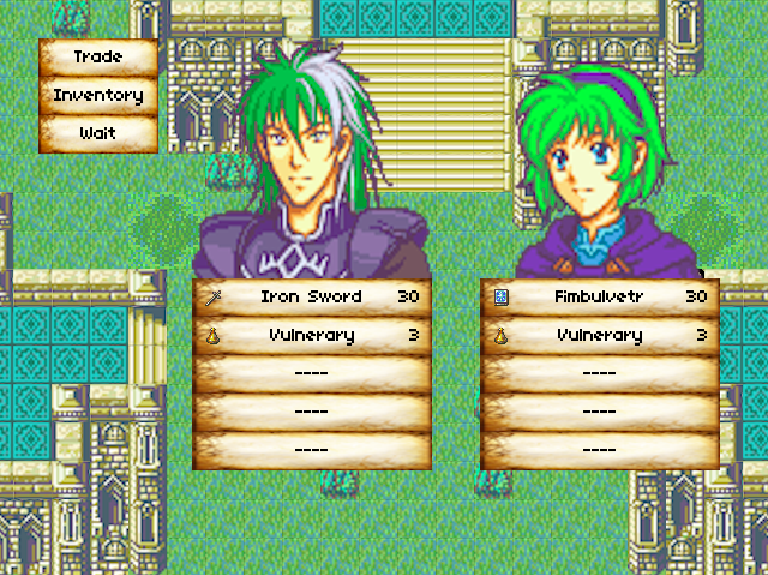 Trade
Inventory
Wait
Iron Sword 30
Vulnerary 3
----
----
----
Fimbulvetr 30
Vulnerary 3
----
----
----